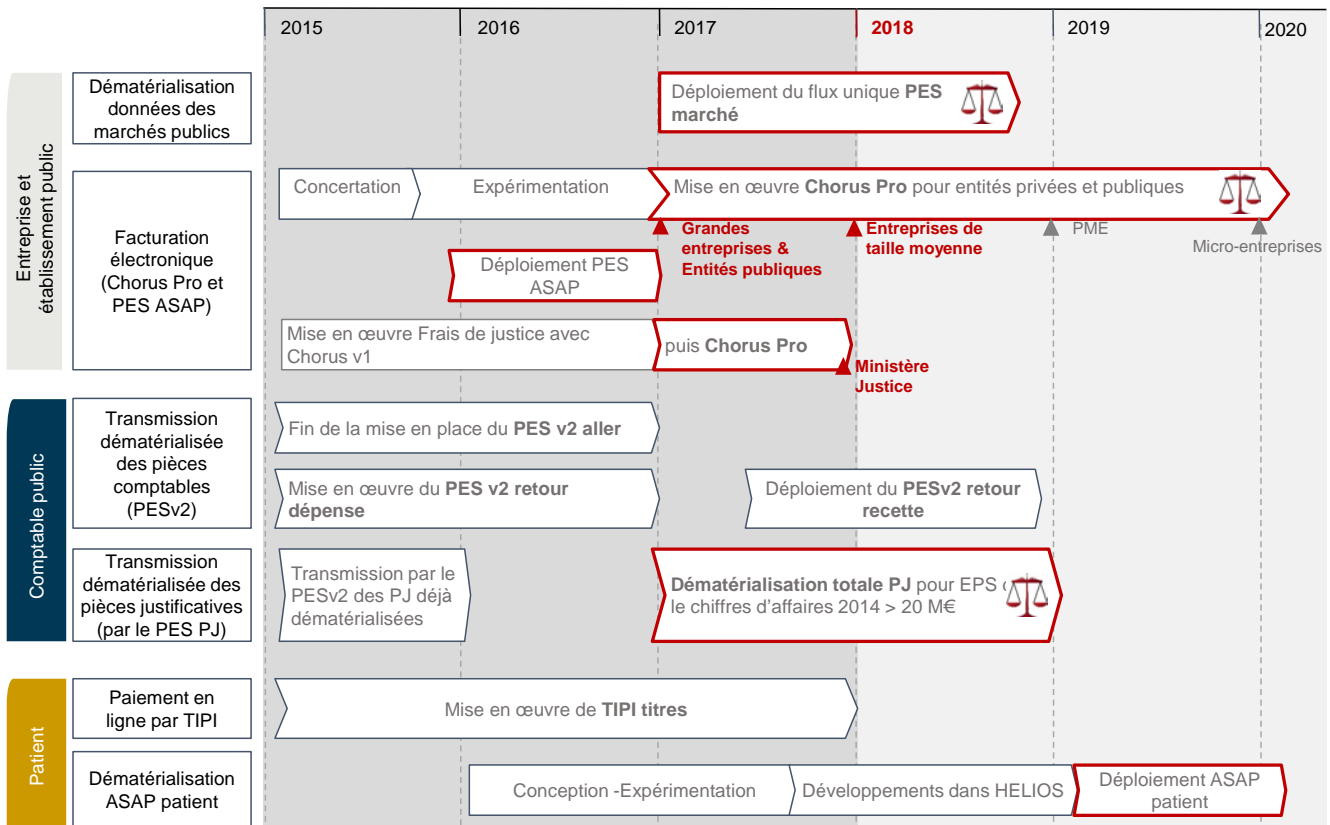 2015
2016
2017
2018
2019
2020
Entreprise et
établissement public
Dématérialisation
données des
marchés publics
Déploiement du flux unique PES
marché
Facturation
électronique
(Chorus Pro et
PES ASAP)
Concertation
Expérimentation
Mise en œuvre Chorus Pro pour entités privées et publiques
Grandes
entreprises &
Entités publiques
Entreprises de
taille moyenne
PME
Micro-entreprises
Déploiement PES
ASAP
Mise en œuvre Frais de justice avec
Chorus v1
puis Chorus Pro
Ministère
Justice
Comptable public
Transmission
dématérialisée
des pièces
comptables
(PESv2)
Fin de la mise en place du PES v2 aller
Mise en œuvre du PES v2 retour
dépense
Déploiement du PESv2 retour
recette
Transmission
dématérialisée des
pièces justificatives
(par le PES PJ)
Transmission par le
PESv2 des PJ déjà
dématérialisées
Dématérialisation totale PJ pour EPS
le chiffres d'affaires 2014 > 20 M€
Patient
Paiement en
ligne par TIPI
Mise en œuvre de TIPI titres
Dématérialisation
ASAP patient
Conception -Expérimentation
Développements dans HELIOS
Déploiement ASAP
patient